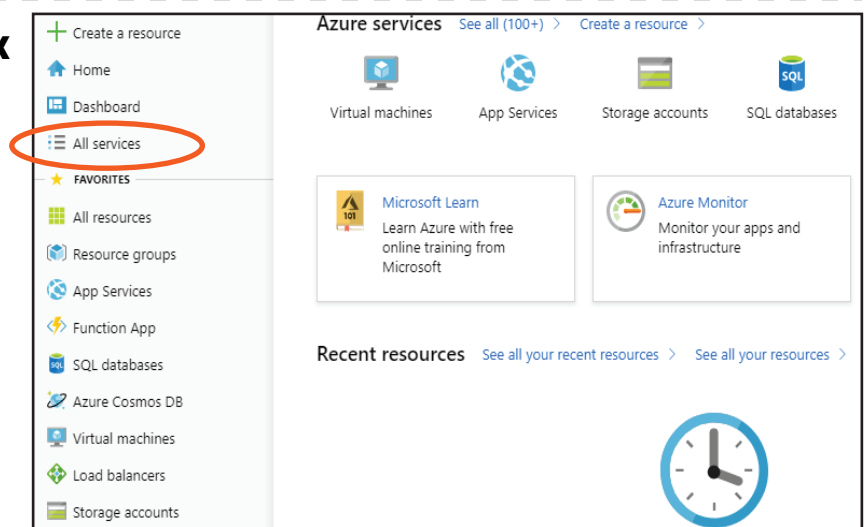 x
Create a resource
Home
Dashboard
All services
FAVORITES
All resources
Resource groups
App Services
Function App
SQL databases
Azure Cosmos DB
Virtual machines
Load balancers
Storage accounts
Azure services See all (100+) > Create a resource >
SQL
Virtual machines App Services Storage accounts SQL databases
101
Microsoft Learn
Learn Azure with free
online training from
Microsoft
Azure Monitor
Monitor your apps and
infrastructure
Recent resources See all your recent resources > See all your resources >